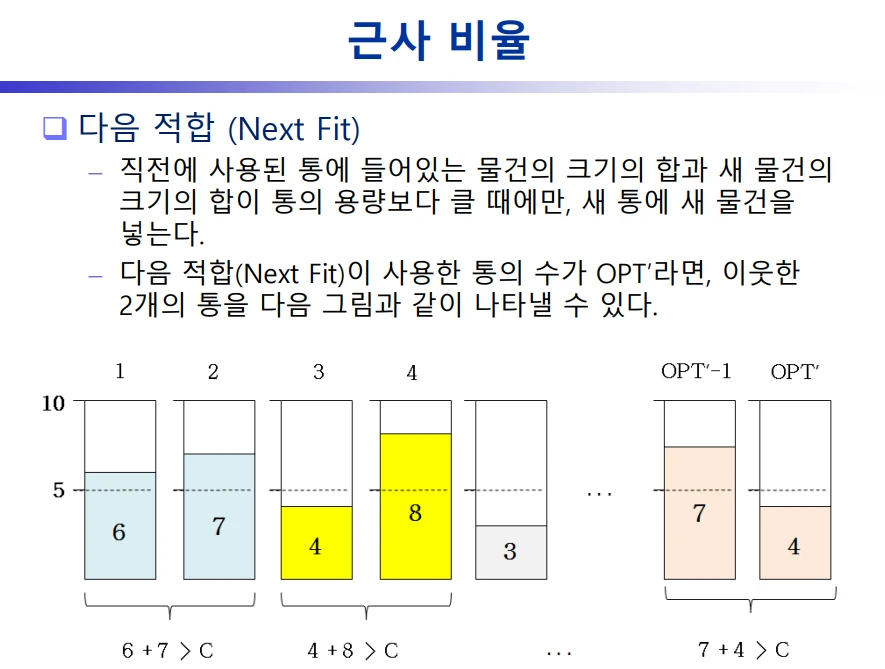 근사 비율
❑ 다음 적합 (Next Fit)
– 직전에 사용된 통에 들어있는 물건의 크기의 합과 새 물건의
크기의 합이 통의 용량보다 클 때에만, 새 통에 새 물건을
넣는다.
– 다음 적합(Next Fit)이 사용한 통의 수가 OPT′라면, 이웃한
2개의 통을 다음 그림과 같이 나타낼 수 있다.
1 2 3 4 OPT′-1 OPT′
10
5 ...
6 7 4 8 3 7 4
6 +7 > C 4 +8 > C ... 7 +4 > C